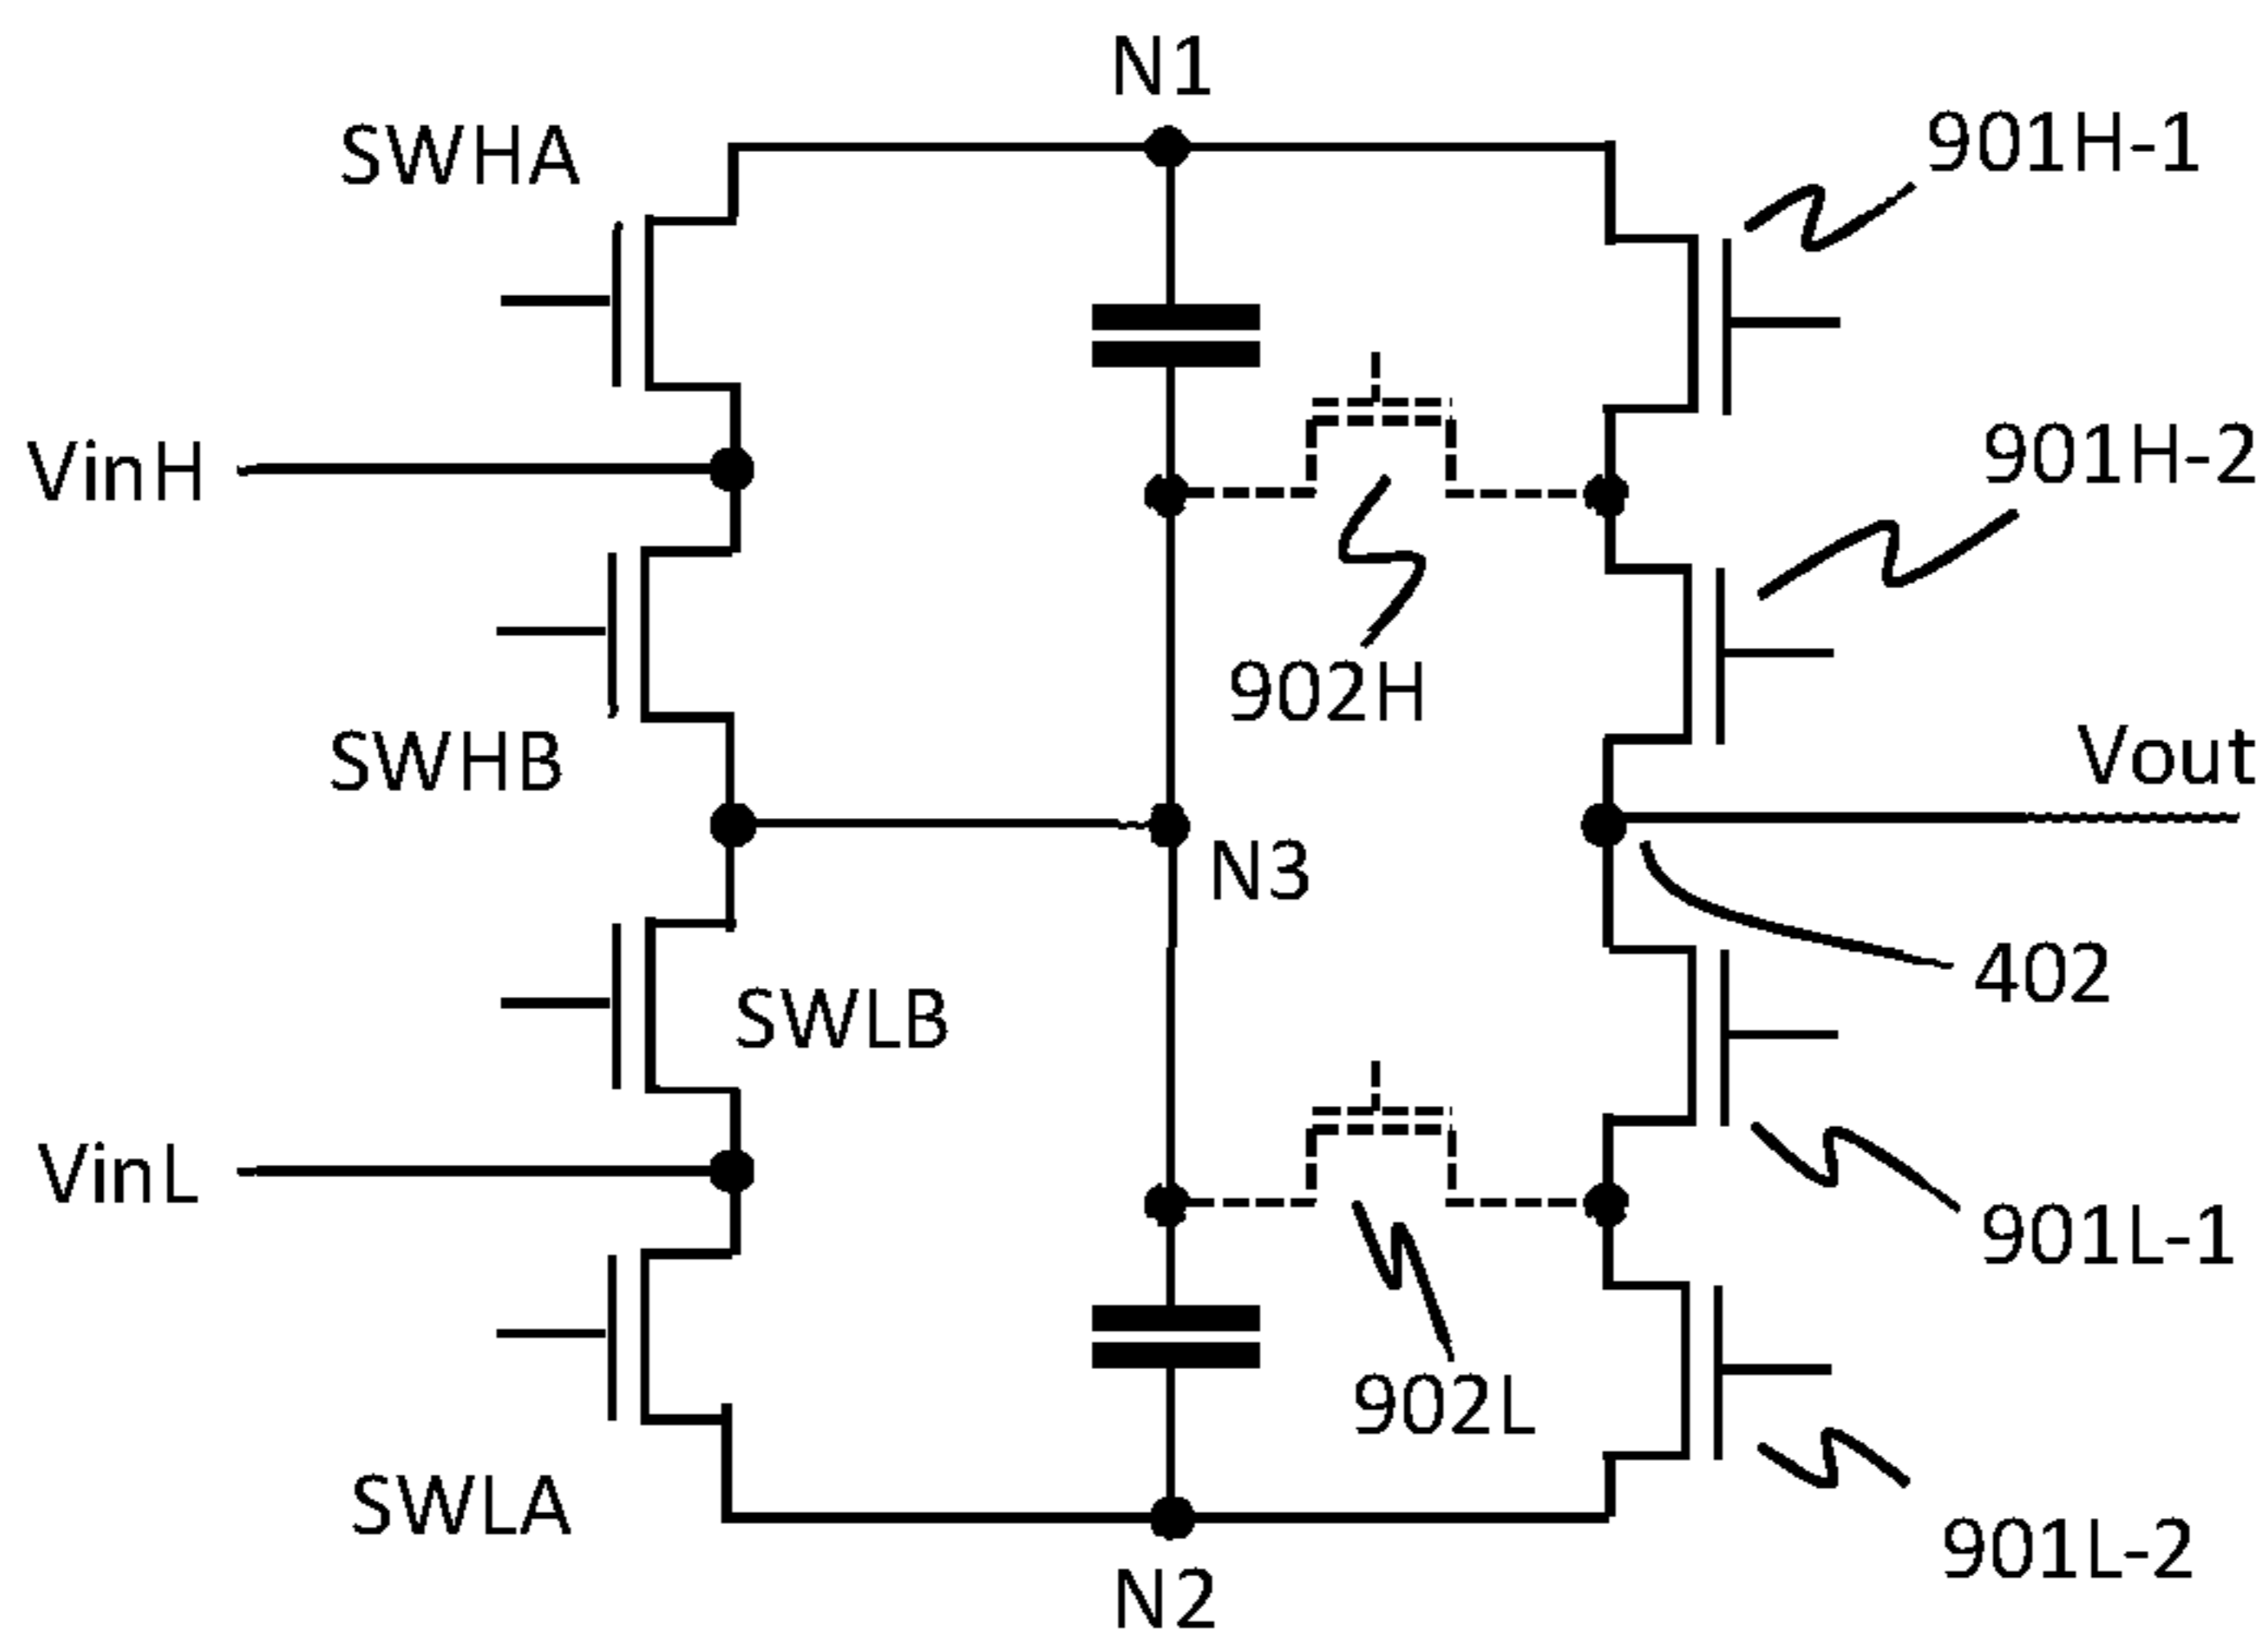 N1
SWHA
901H-1
VinH
901H-2
902H
SWHB
Vout
N3
402
SWLB
VinL
901L-1
902L
SWLA
901L-2
N2